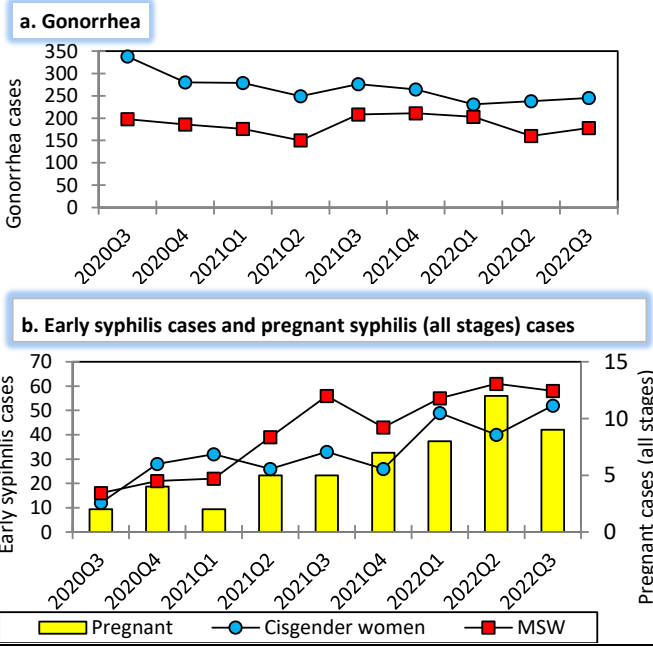 a. Gonorrhea
350
300
250
200
150
100
50
0
Gonorrhea cases
2020Q3 2020Q4 2021Q1 2021Q2 2021Q3 2021Q4 2022Q1 2022Q2 2022Q3
b. Early syphilis cases and pregnant syphilis (all stages) cases
70
60
50
40
30
20
10
0
Early sypihnlis cases
15
10
5
0
Pregnant cases (all stages)
2020Q3 2020Q4 2021Q1 2021Q2 2021Q3 2021Q4 2022Q1 2022Q2 2022Q3
Pregnant Cisgender women MSW